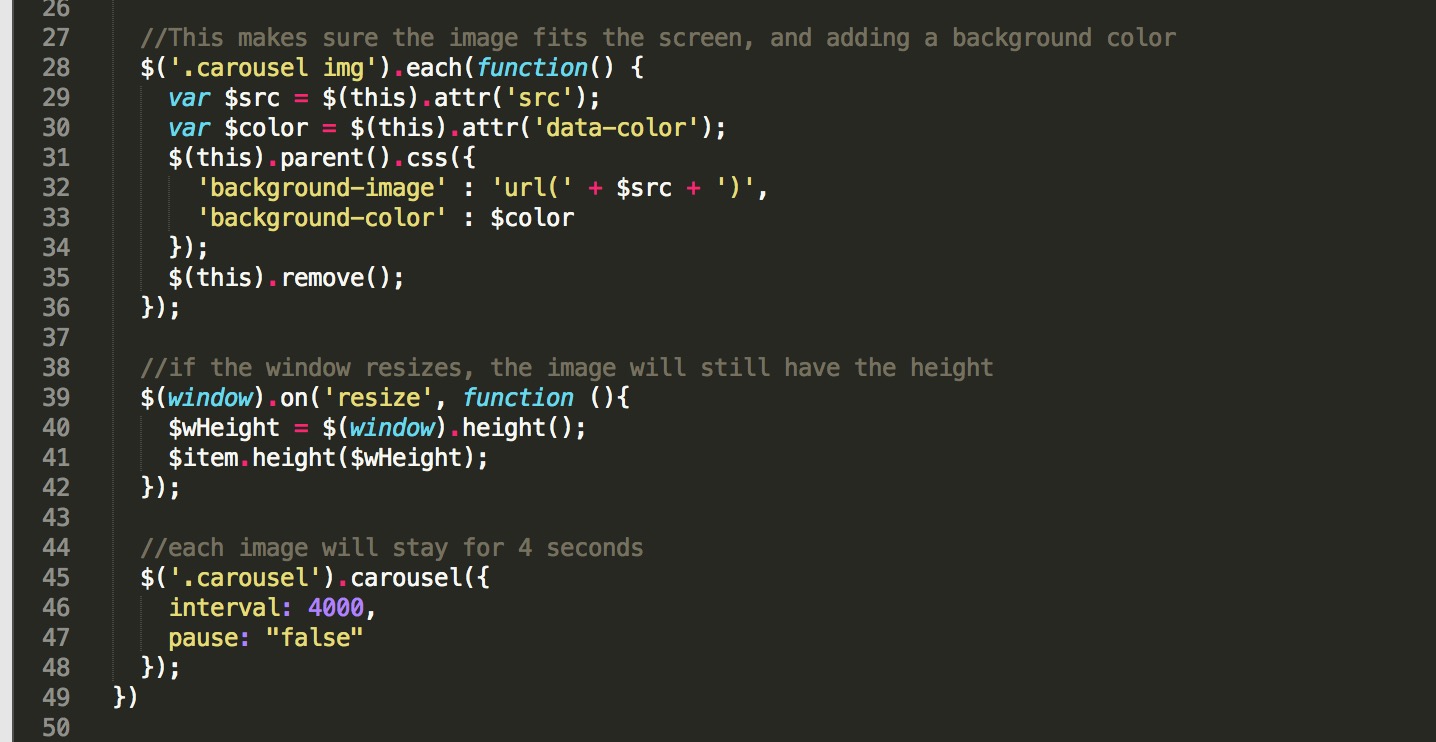 26
27 //This makes sure the image fits the screen, and adding a background color
28 $('.carousel img').each(function() {
29 var $src = $(this).attr('src');
30 var $color = $(this).attr('data-color');
31 $(this).parent().css({
32 'background-image' : 'url(' + $src + ')',
33 'background-color' : $color
34 });
35 $(this).remove();
36 });
37
38 //if the window resizes, the image will still have the height
39 $(window).on('resize', function (){
40 $wHeight = $(window).height();
41 $item.height($wHeight);
42 });
43
44 //each image will stay for 4 seconds
45 $('.carousel').carousel({
46 interval: 4000,
47 pause: "false"
48 });
49 })
50